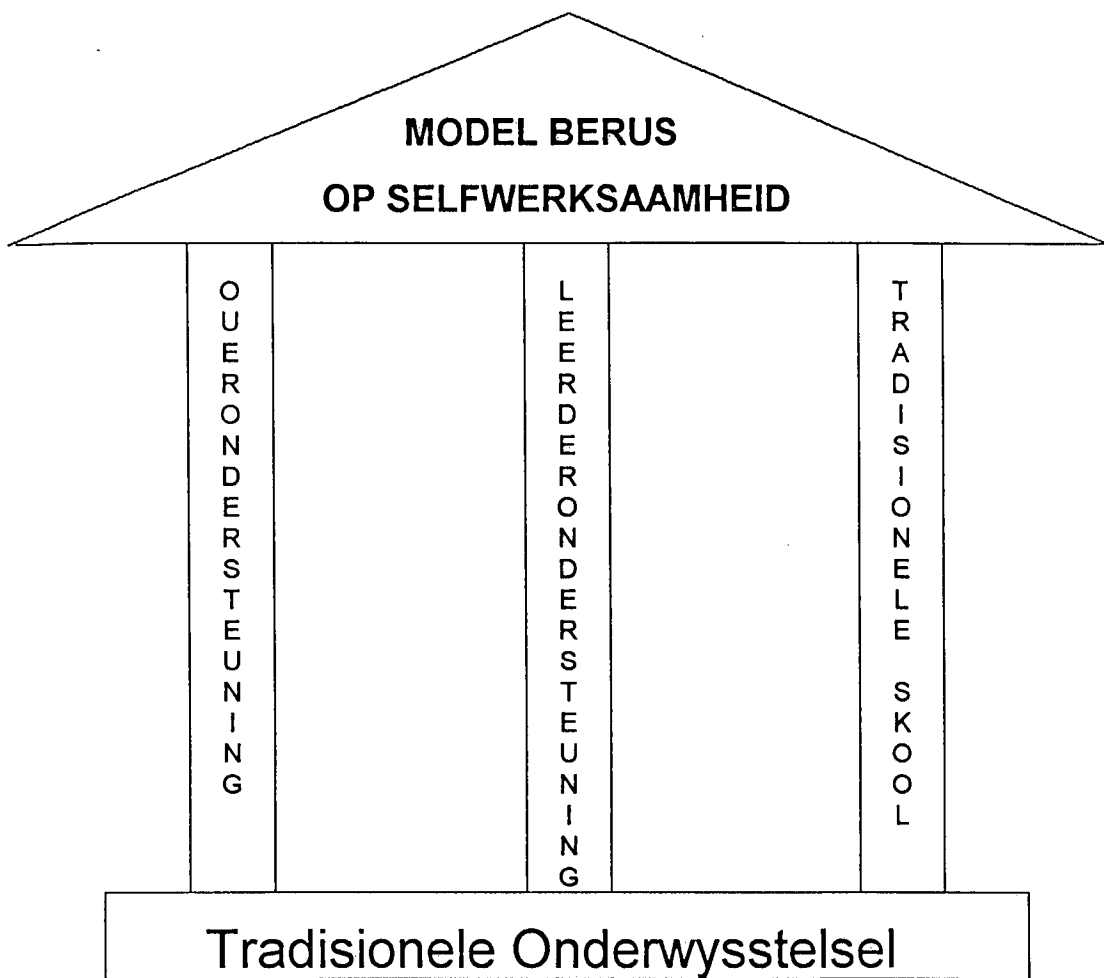 MODEL BERUS
OP SELFWERKSAAMHEID
OUERONDERSTEUNING
LEERDERONDERSTEUNING
TRADISIONELE SKOOL
Tradisionele Onderwysstelsel